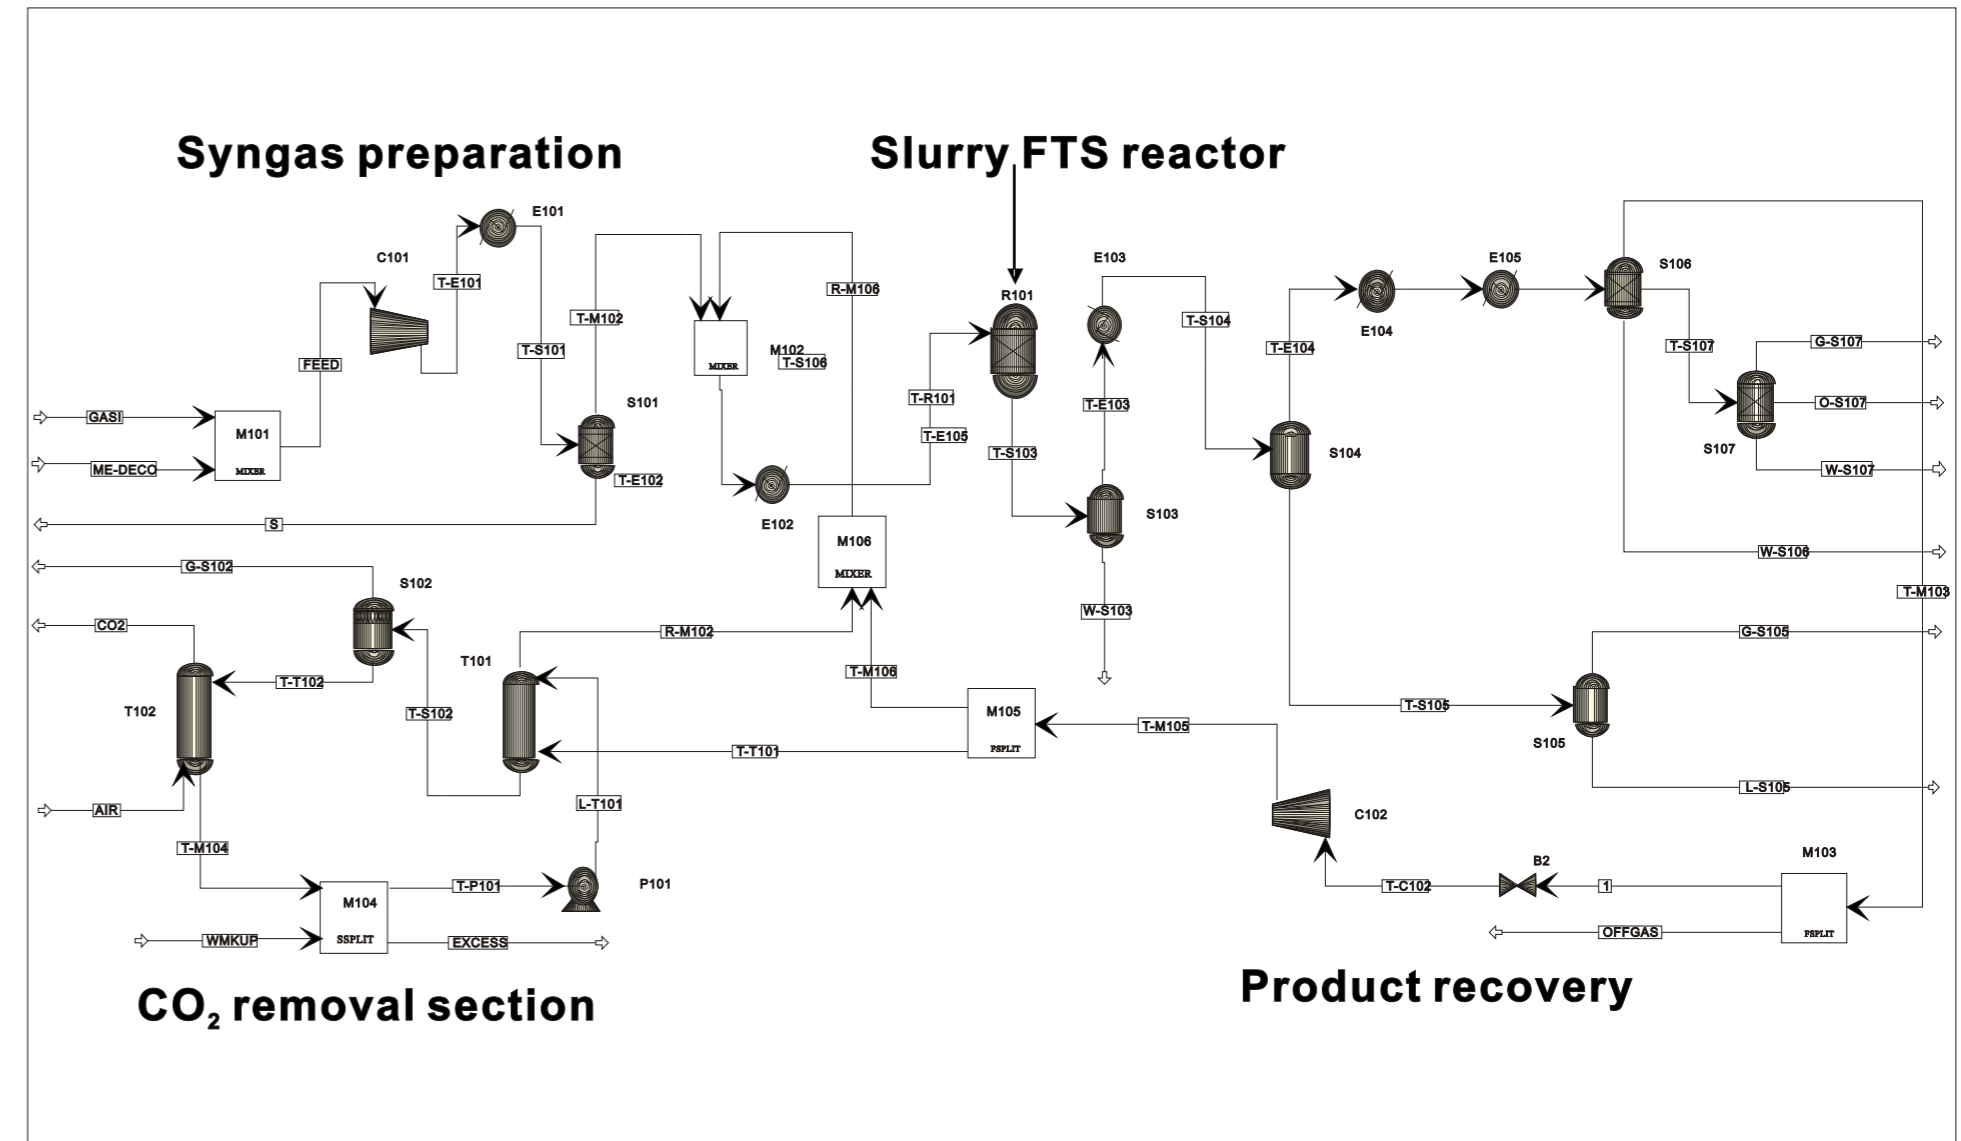 Syngas preparation
Slurry FTS reactor
E101
C101
T-E101
E103
E105
S106
R-M106
R101
T-M102
T-S104
E104
T-S101
FEED
M102
T-S106
MIXER
T-E104
T-S107
G-S107
T-R101
T-E103
O-S107
S101
T-E105
GASI
M101
MIXER
T-S103
S104
S107
W-S107
ME-DECO
T-E102
S103
S
E102
M106
MIXER
W-S106
G-S102
S102
T-M103
CO2
W-S103
R-M102
G-S105
T101
T-M106
T-T102
T102
T-S102
M105
FSPLIT
T-S105
T-M105
S105
T-T101
L-S105
AIR
L-T101
C102
T-M104
M103
B2
T-P101
P101
T-C102
1
M104
SSPLIT
WMKUP
EXCESS
OFFGAS
FSPLIT
Product recovery
CO2 removal section